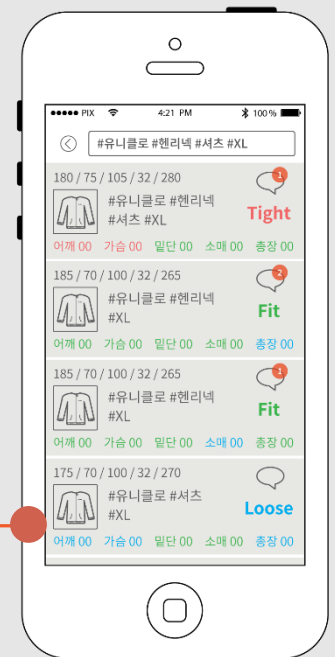 PIX 4:21 PM 100%
#유니클로 #헨리넥 #셔츠 #XL
180 / 75 / 105 / 32 / 280
1
#유니클로 #헨리넥
#셔츠 #XL
Tight
어깨 00 가슴 00 밑단 00 소매 00 총장 00
185 / 70 / 100 / 32 / 265
2
#유니클로 #헨리넥
#XL
Fit
어깨 00 가슴 00 밑단 00 소매 00 총장 00
185 / 70 / 100 / 32 / 265
1
#유니클로 #헨리넥
#XL
Fit
어깨 00 가슴 00 밑단 00 소매 00 총장 00
175 / 70 / 100 / 32 / 270
#유니클로 #셔츠
#XL
Loose
어깨 00 가슴 00 밑단 00 소매 00 총장 00